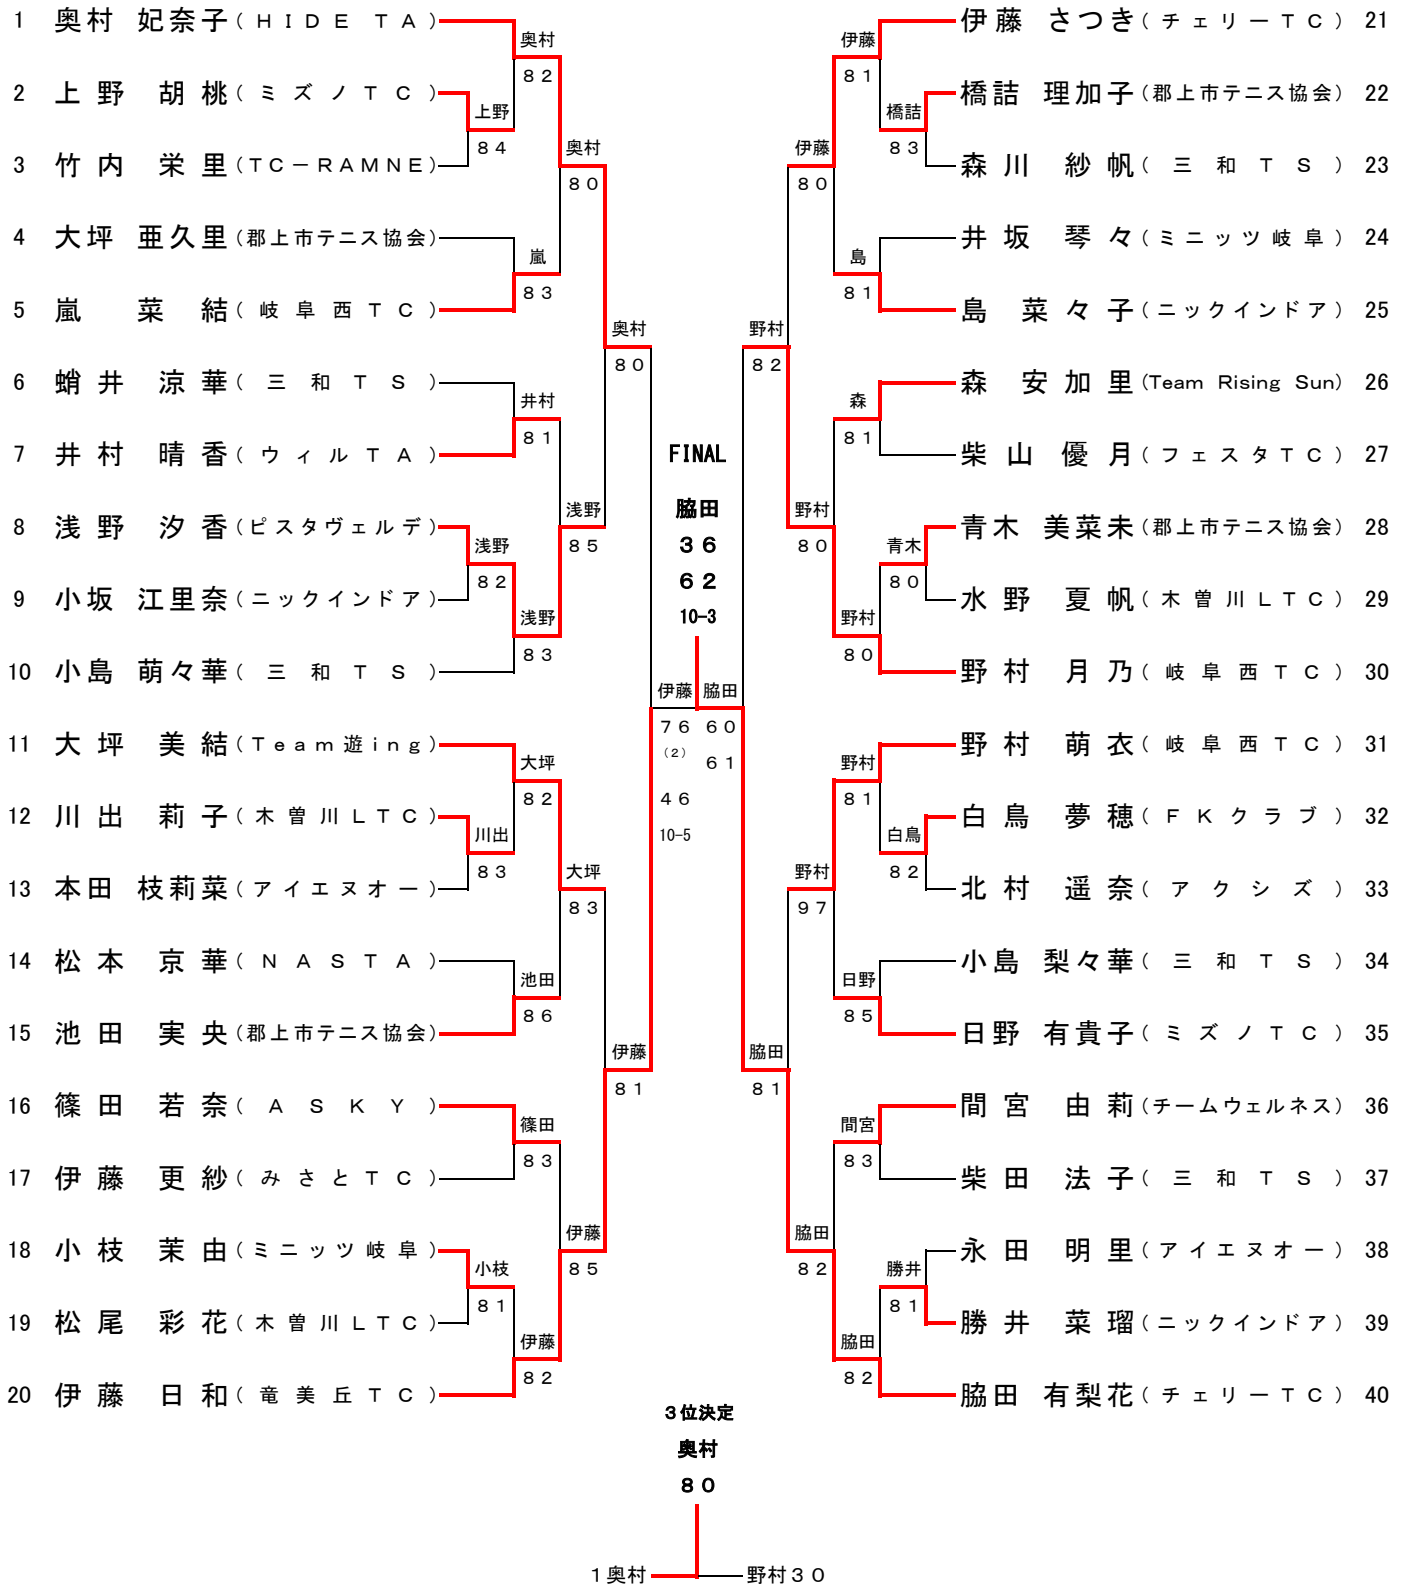 1 奥村 妃奈子 (HIDE TA)
奥村
82
2 上野 胡桃 (ミズノTC)
上野
84
3 竹内 栄里 (TC－RAMNE)
奥村
80
4 大坪 亜久里 (郡上市テニス協会)
嵐
83
5 嵐 菜結 (岐阜西TC)
奥村
80
6 蛸井 涼華 (三和TS)
井村
81
7 井村 晴香 (ウィルTA)
浅野
85
8 浅野 汐香 (ピスタヴェルデ)
浅野
82
9 小坂 江里奈 (ニックインドア)
浅野
83
10 小島 萌々華 (三和TS)
伊藤
76
(2)
46
10-5
11 大坪 美結 (Team遊ing)
大坪
82
12 川出 莉子 (木曽川LTC)
川出
83
13 本田 枝莉菜 (アイエヌオー)
大坪
83
14 松本 京華 (NASTA)
池田
86
15 池田 実央 (郡上市テニス協会)
伊藤
81
16 篠田 若奈 (ASKY)
篠田
83
17 伊藤 更紗 (みさとTC)
伊藤
85
18 小枝 茉由 (ミニッツ岐阜)
小枝
81
19 松尾 彩花 (木曽川LTC)
伊藤
82
20 伊藤 日和 (竜美丘TC)
FINAL
脇田
36
62
10-3
伊藤 さつき (チェリーTC) 21
伊藤
81
橋詰 理加子 (郡上市テニス協会) 22
橋詰
83
森川 紗帆 (三和TS) 23
伊藤
80
井坂 琴々 (ミニッツ岐阜) 24
島
81
島 菜々子 (ニックインドア) 25
野村
82
森 安加里 (Team Rising Sun) 26
森
81
柴山 優月 (フェスタTC) 27
野村
80
青木 美菜未 (郡上市テニス協会) 28
青木
80
水野 夏帆 (木曽川LTC) 29
野村
80
野村 月乃 (岐阜西TC) 30
脇田
60
61
野村 萌衣 (岐阜西TC) 31
野村
81
白鳥 夢穂 (FKクラブ) 32
白鳥
82
北村 遥奈 (アクシズ) 33
野村
97
小島 梨々華 (三和TS) 34
日野
85
日野 有貴子 (ミズノTC) 35
脇田
81
間宮 由莉 (チームウェルネス) 36
間宮
83
柴田 法子 (三和TS) 37
脇田
82
永田 明里 (アイエヌオー) 38
勝井
81
勝井 菜瑠 (ニックインドア) 39
脇田
82
脇田 有梨花 (チェリーTC) 40
3位決定
奥村
80
1奥村 野村30